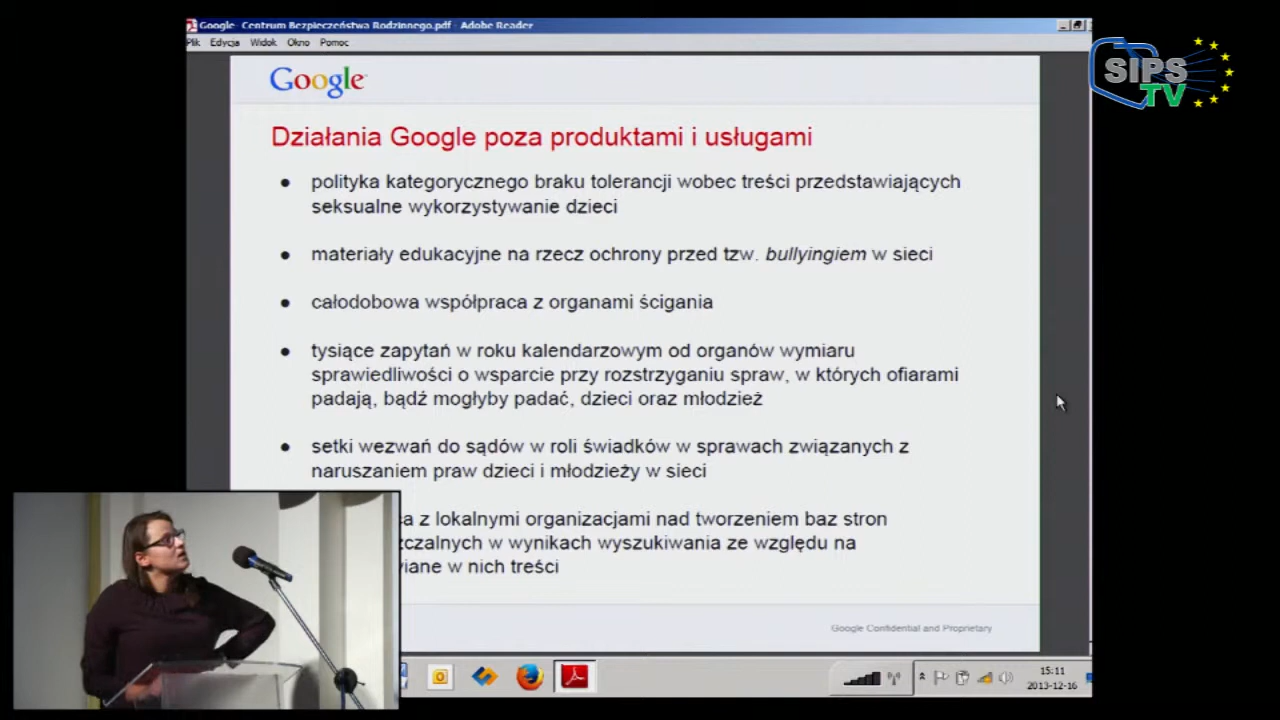 Google- Centrum Bezpieczeństwa Rodzinnego.pdf - Adobe Reader
Plik Edycja Widok Okno Pomoc
SIPS
TV
Google
Działania Google poza produktami i usługami
● polityka kategorycznego braku tolerancji wobec treści przedstawiających
seksualne wykorzystywanie dzieci
● materiały edukacyjne na rzecz ochrony przed tzw. bullyingiem w sieci
● całodobowa współpraca z organami ścigania
● tysiące zapytań w roku kalendarzowym od organów wymiaru
sprawiedliwości o wsparcie przy rozstrzyganiu spraw, w których ofiarami
padają, bądź mogłyby padać, dzieci oraz młodzież
● setki wezwań do sądów w roli świadków w sprawach związanych z
naruszaniem praw dzieci i młodzieży w sieci
z lokalnymi organizacjami nad tworzeniem baz stron
w wynikach wyszukiwania ze względu na
w nich treści
Google Confidential and Proprietary
15:11
2013-12-16